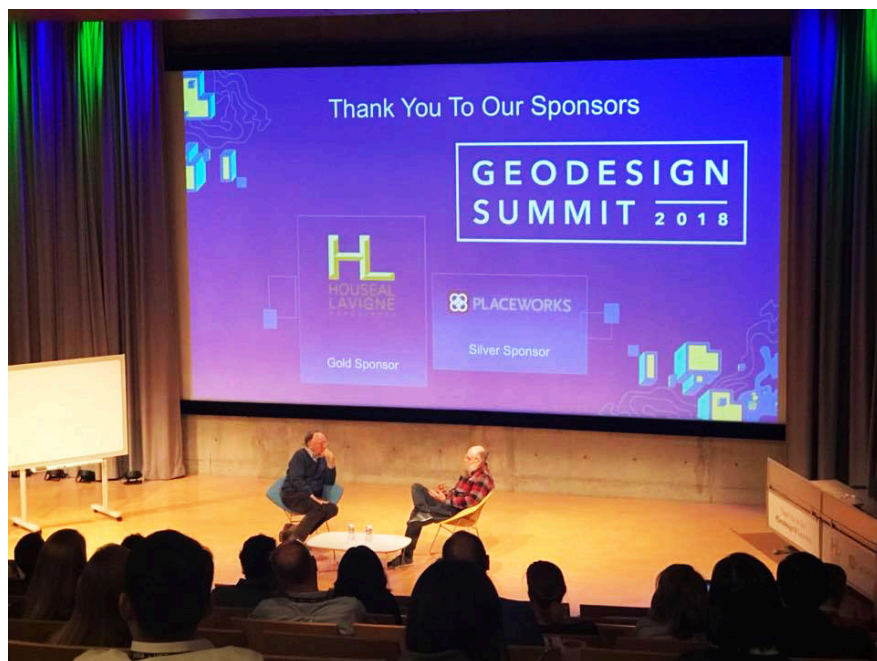 Thank You To Our Sponsors
GEODESIGN
SUMMIT 2018
HL
HOUSEAL
LAVIGNE
Gold Sponsor
PLACEWORKS
Silver Sponsor